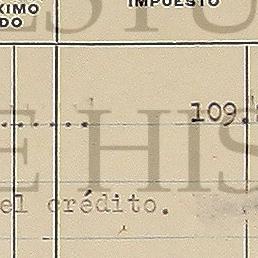 XIMO IMPUESTO
DO
....... 109.
el crédito.